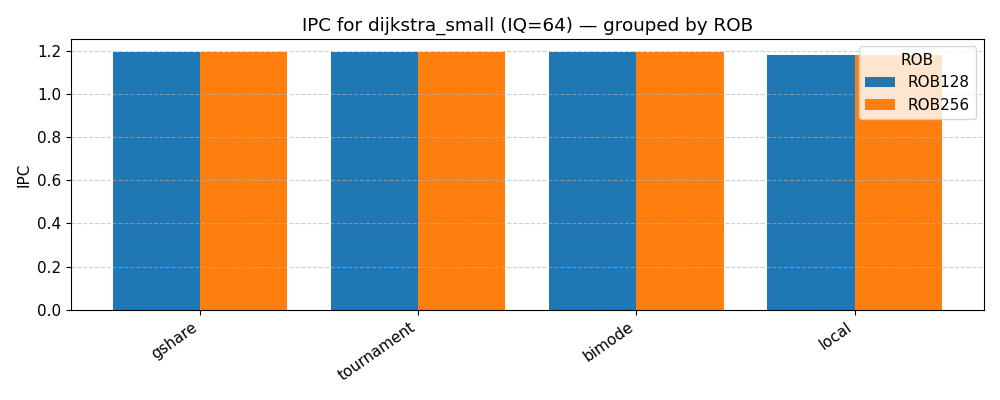 IPC for dijkstra_small (IQ=64) — grouped by ROB
IPC
1.2
1.0
0.8
0.6
0.4
0.2
0.0
ROB
ROB128
ROB256
gshare
tournament
bimode
local